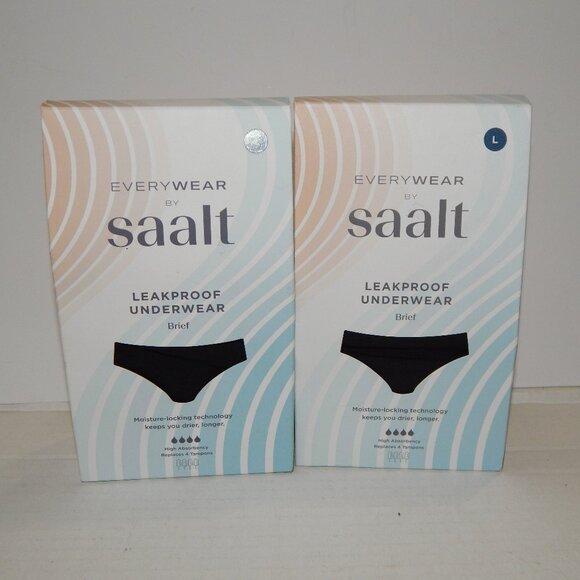 EVERYWEAR
BY
saalt
LEAKPROOF
UNDERWEAR
Brief
Moisture-locking technology
keeps you drier, longer.
High Absorbency
Replaces 4 Tampons
L
EVERYWEAR
BY
saalt
LEAKPROOF
UNDERWEAR
Brief
Moisture-locking technology
keeps you drier, longer.
High Absorbency
Replaces 4 Tampons